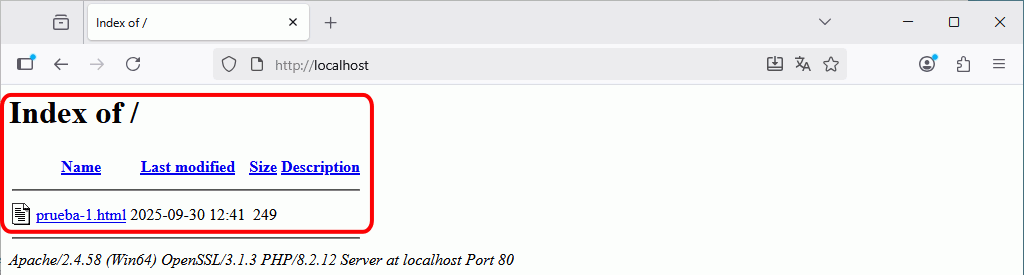 Index of /
http://localhost
Index of /
Name Last modified Size Description
prueba-1.html 2025-09-30 12:41 249
Apache/2.4.58 (Win64) OpenSSL/3.1.3 PHP/8.2.12 Server at localhost Port 80